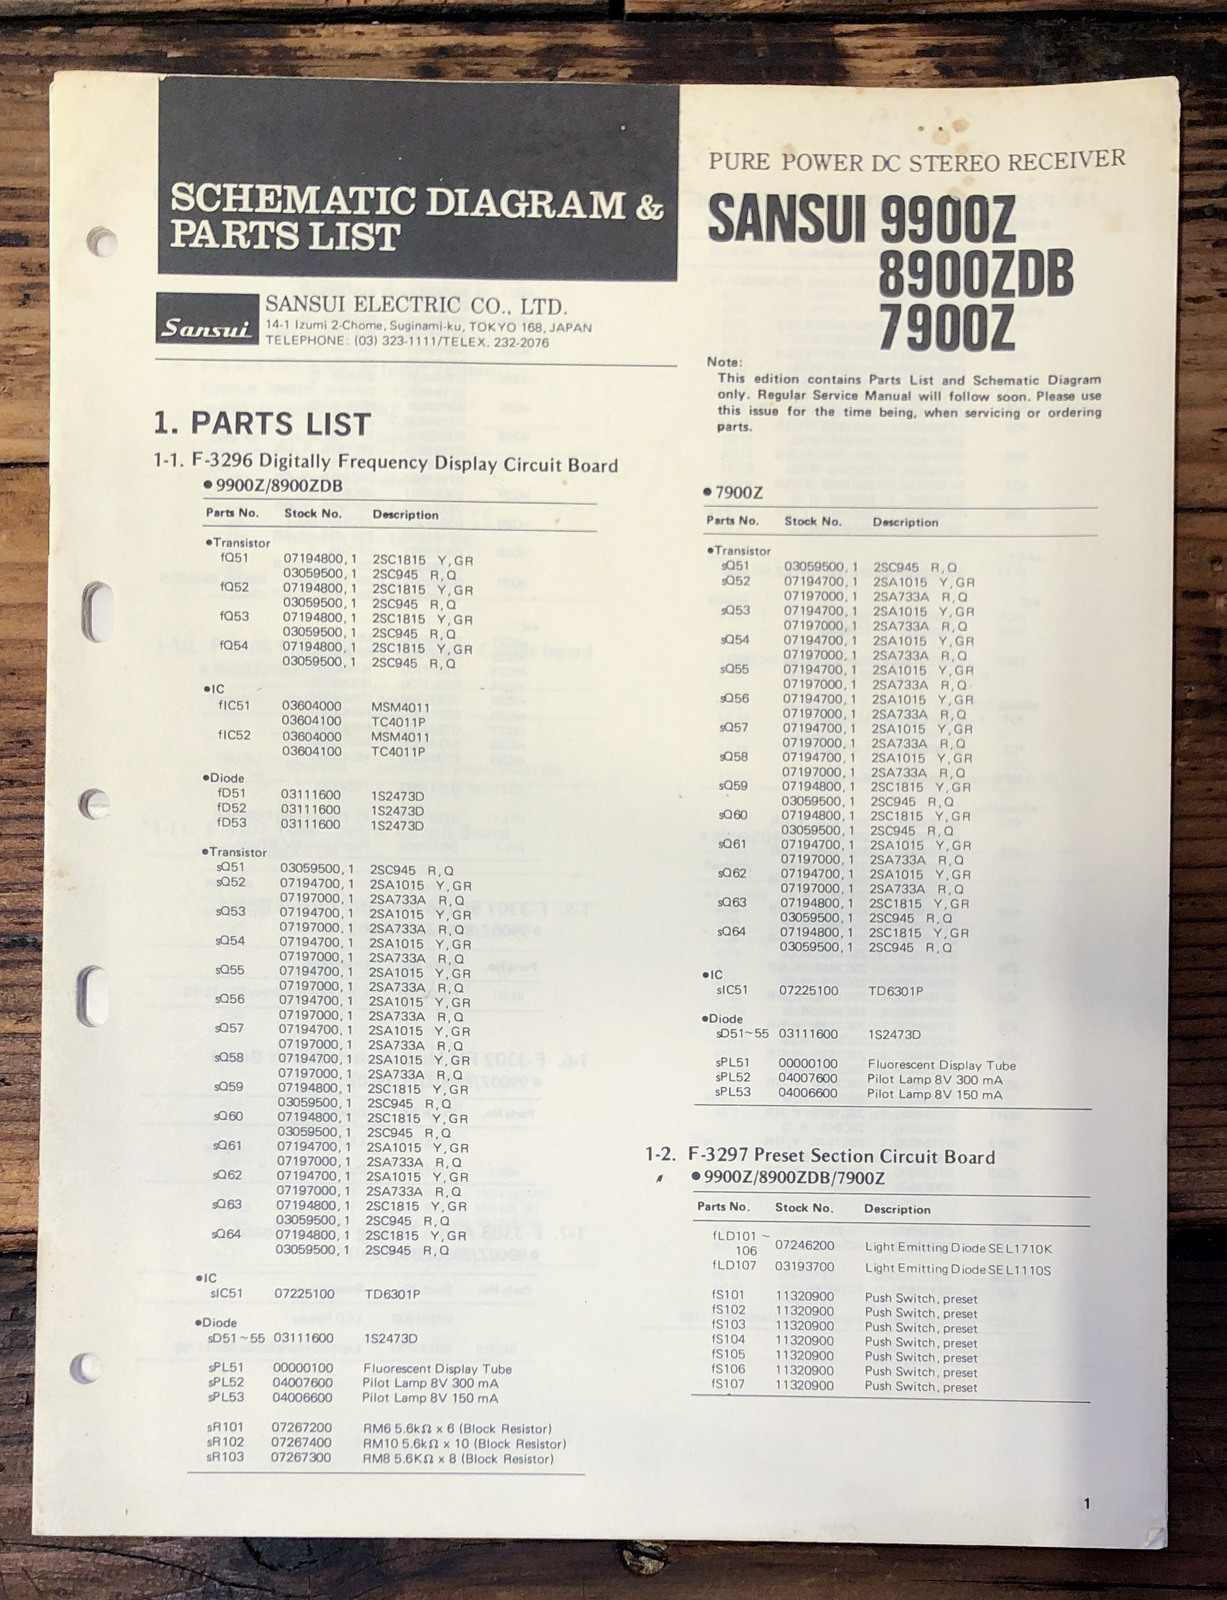 SCHEMATIC DIAGRAM &
PARTS LIST
Sansui
SANSUI ELECTRIC CO., LTD.
14-1 Izumi 2-Chome, Suginami-ku, TOKYO 168, JAPAN
TELEPHONE: (03) 323-1111/TELEX. 232-2076
PURE POWER DC STEREO RECEIVER
SANSUI 9900Z
8900ZDB
7900Z
Note:
This edition contains Parts List and Schematic Diagram
only. Regular Service Manual will follow soon. Please use
this issue for the time being, when servicing or ordering
parts.
1. PARTS LIST
1-1. F-3296 Digitally Frequency Display Circuit Board
●9900Z/8900ZDB
Parts No. Stock No. Description
●Transistor
fQ51 07194800, 1 2SC1815 Y, GR
03059500, 1 2SC945 R, Q
fQ52 07194800, 1 2SC1815 Y, GR
03059500, 1 2SC945 R, Q
fQ53 07194800, 1 2SC1815 Y, GR
03059500, 1 2SC945 R, Q
fQ54 07194800, 1 2SC1815 Y, GR
03059500, 1 2SC945 R, Q
●IC
fIC51 03604000 MSM4011
03604100 TC4011P
fIC52 03604000 MSM4011
03604100 TC4011P
●Diode
fD51 03111600 1S2473D
fD52 03111600 1S2473D
fD53 03111600 1S2473D
●Transistor
sQ51 03059500, 1 2SC945 R, Q
sQ52 07194700, 1 2SA1015 Y, GR
07197000, 1 2SA733A R, Q
sQ53 07194700, 1 2SA1015 Y, GR
07197000, 1 2SA733A R, Q
sQ54 07194700, 1 2SA1015 Y, GR
07197000, 1 2SA733A R, Q
sQ55 07194700, 1 2SA1015 Y, GR
07197000, 1 2SA733A R, Q
sQ56 07194700, 1 2SA1015 Y, GR
07197000, 1 2SA733A R, Q
sQ57 07194700, 1 2SA1015 Y, GR
07197000, 1 2SA733A R, Q
sQ58 07194700, 1 2SA1015 Y, GR
07197000, 1 2SA733A R, Q
sQ59 07194800, 1 2SC1815 Y, GR
03059500, 1 2SC945 R, Q
sQ60 07194800, 1 2SC1815 Y, GR
03059500, 1 2SC945 R, Q
sQ61 07194700, 1 2SA1015 Y, GR
07197000, 1 2SA733A R, Q
sQ62 07194700, 1 2SA1015 Y, GR
07197000, 1 2SA733A R, Q
sQ63 07194800, 1 2SC1815 Y, GR
03059500, 1 2SC945 R, Q
sQ64 07194800, 1 2SC1815 Y, GR
03059500, 1 2SC945 R, Q
●IC
sIC51 07225100 TD6301P
●Diode
sD51~55 03111600 1S2473D
sPL51 00000100 Fluorescent Display Tube
sPL52 04007600 Pilot Lamp 8V 300 mA
sPL53 04006600 Pilot Lamp 8V 150 mA
sR101 07267200 RM6 5.6kΩ x 6 (Block Resistor)
sR102 07267400 RM10 5.6kΩ x 10 (Block Resistor)
sR103 07267300 RM8 5.6KΩ x 8 (Block Resistor)
●7900Z
Parts No. Stock No. Description
●Transistor
sQ51 03059500, 1 2SC945 R, Q
sQ52 07194700, 1 2SA1015 Y, GR
07197000, 1 2SA733A R, Q
sQ53 07194700, 1 2SA1015 Y, GR
07197000, 1 2SA733A R, Q
sQ54 07194700, 1 2SA1015 Y, GR
07197000, 1 2SA733A R, Q
sQ55 07194700, 1 2SA1015 Y, GR
07197000, 1 2SA733A R, Q
sQ56 07194700, 1 2SA1015 Y, GR
07197000, 1 2SA733A R, Q
sQ57 07194700, 1 2SA1015 Y, GR
07197000, 1 2SA733A R, Q
sQ58 07194700, 1 2SA1015 Y, GR
07197000, 1 2SA733A R, Q
sQ59 07194800, 1 2SC1815 Y, GR
03059500, 1 2SC945 R, Q
sQ60 07194800, 1 2SC1815 Y, GR
03059500, 1 2SC945 R, Q
sQ61 07194700, 1 2SA1015 Y, GR
07197000, 1 2SA733A R, Q
sQ62 07194700, 1 2SA1015 Y, GR
07197000, 1 2SA733A R, Q
sQ63 07194800, 1 2SC1815 Y, GR
03059500, 1 2SC945 R, Q
sQ64 07194800, 1 2SC1815 Y, GR
03059500, 1 2SC945 R, Q
●IC
sIC51 07225100 TD6301P
●Diode
sD51~55 03111600 1S2473D
sPL51 00000100 Fluorescent Display Tube
sPL52 04007600 Pilot Lamp 8V 300 mA
sPL53 04006600 Pilot Lamp 8V 150 mA
1-2. F-3297 Preset Section Circuit Board
●9900Z/8900ZDB/7900Z
Parts No. Stock No. Description
fLD101 ~
106 07246200 Light Emitting Diode SEL1710K
fLD107 03193700 Light Emitting Diode SEL1110S
fS101 11320900 Push Switch, preset
fS102 11320900 Push Switch, preset
fS103 11320900 Push Switch, preset
fS104 11320900 Push Switch, preset
fS105 11320900 Push Switch, preset
fS106 11320900 Push Switch, preset
fS107 11320900 Push Switch, preset
1